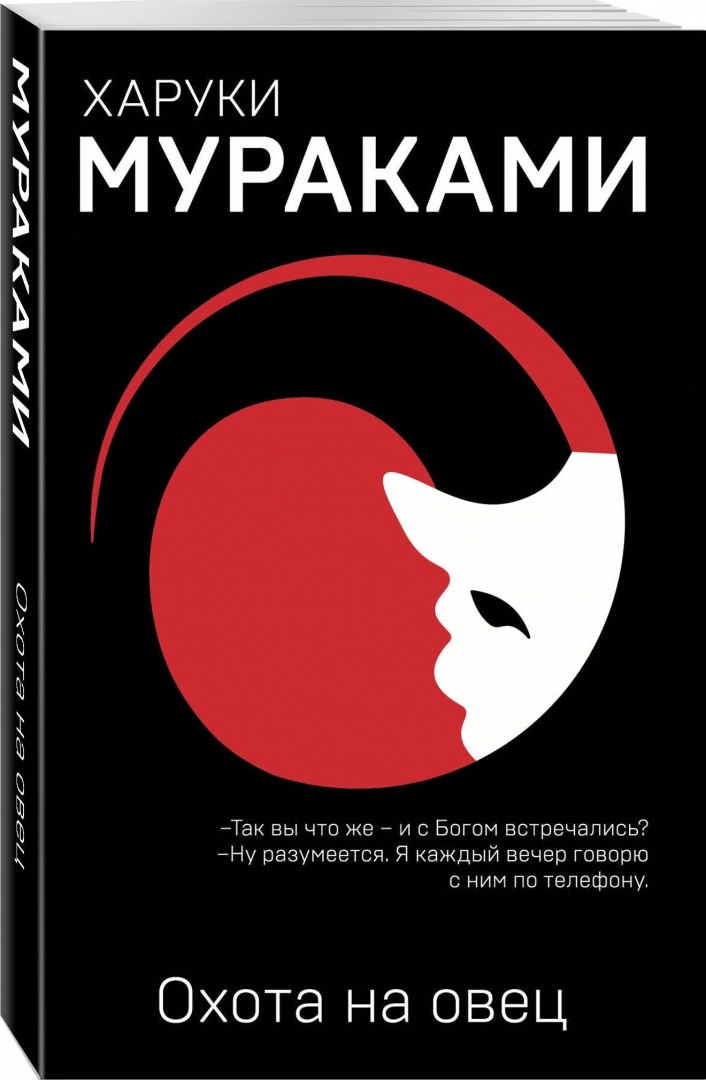 ХАРУКИ
МУРАКАМИ
–Так вы что же – и с Богом встречались?
–Ну разумеется. Я каждый вечер говорю
с ним по телефону.
Охота на овец
МУРАКАМИ
Охота на овец